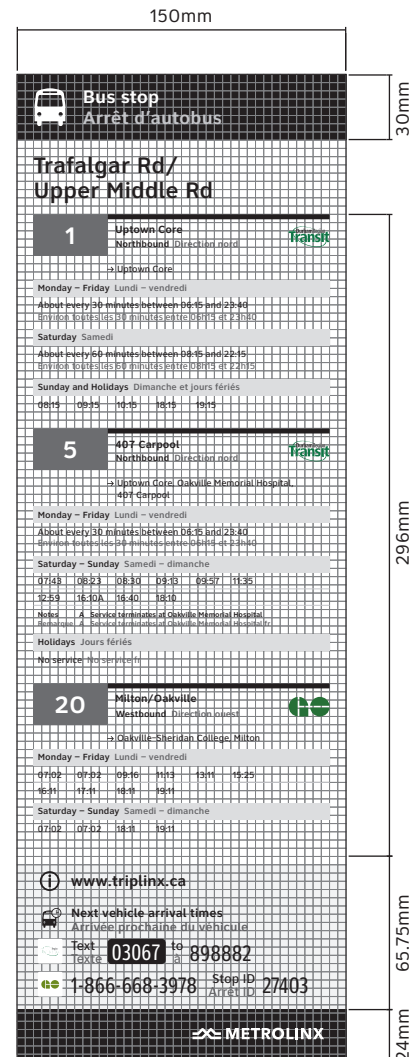 150mm
Bus stop
Arrêt d'autobus
30mm
Trafalgar Rd/
Upper Middle Rd
1
Uptown Core
Northbound Direction nord
Transit
→ Uptown Core
Monday – Friday Lundi – vendredi
About every 30 minutes between 06:15 and 23:40
Environ toutes les 30 minutes entre 06h15 et 23h40
Saturday Samedi
About every 60 minutes between 08:15 and 22:15
Environ toutes les 60 minutes entre 08h15 et 22h15
Sunday and Holidays Dimanche et jours fériés
08:15 09:15 10:15 18:15 19:15
5
407 Carpool
Northbound Direction nord
Transit
→ Uptown Core, Oakville Memorial Hospital,
407 Carpool
Monday – Friday Lundi – vendredi
About every 30 minutes between 06:15 and 23:40
Environ toutes les 30 minutes entre 06h15 et 23h40
Saturday – Sunday Samedi – dimanche
07:43 08:23 08:30 09:13 09:57 11:35
12:59 16:10A 16:40 18:10
Notes A Service terminates at Oakville Memorial Hospital
Remarque A Service terminates at Oakville Memorial Hospital fr
Holidays Jours fériés
No service No service fr
296mm
20
Milton/Oakville
Westbound Direction ouest
GO
→ Oakville–Sheridan College, Milton
Monday – Friday Lundi – vendredi
07:02 07:02 09:16 11:13 13:11 15:25
16:11 17:11 18:11 19:11
Saturday – Sunday Samedi – dimanche
07:02 07:02 18:11 19:11
www.triplinx.ca
Next vehicle arrival times
Arrivée prochaine du véhicule
Text 03067 to 898882
Texte à
GO 1-866-668-3978 Stop ID 27403
Arrêt ID
65.75mm
METROLINX
24mm